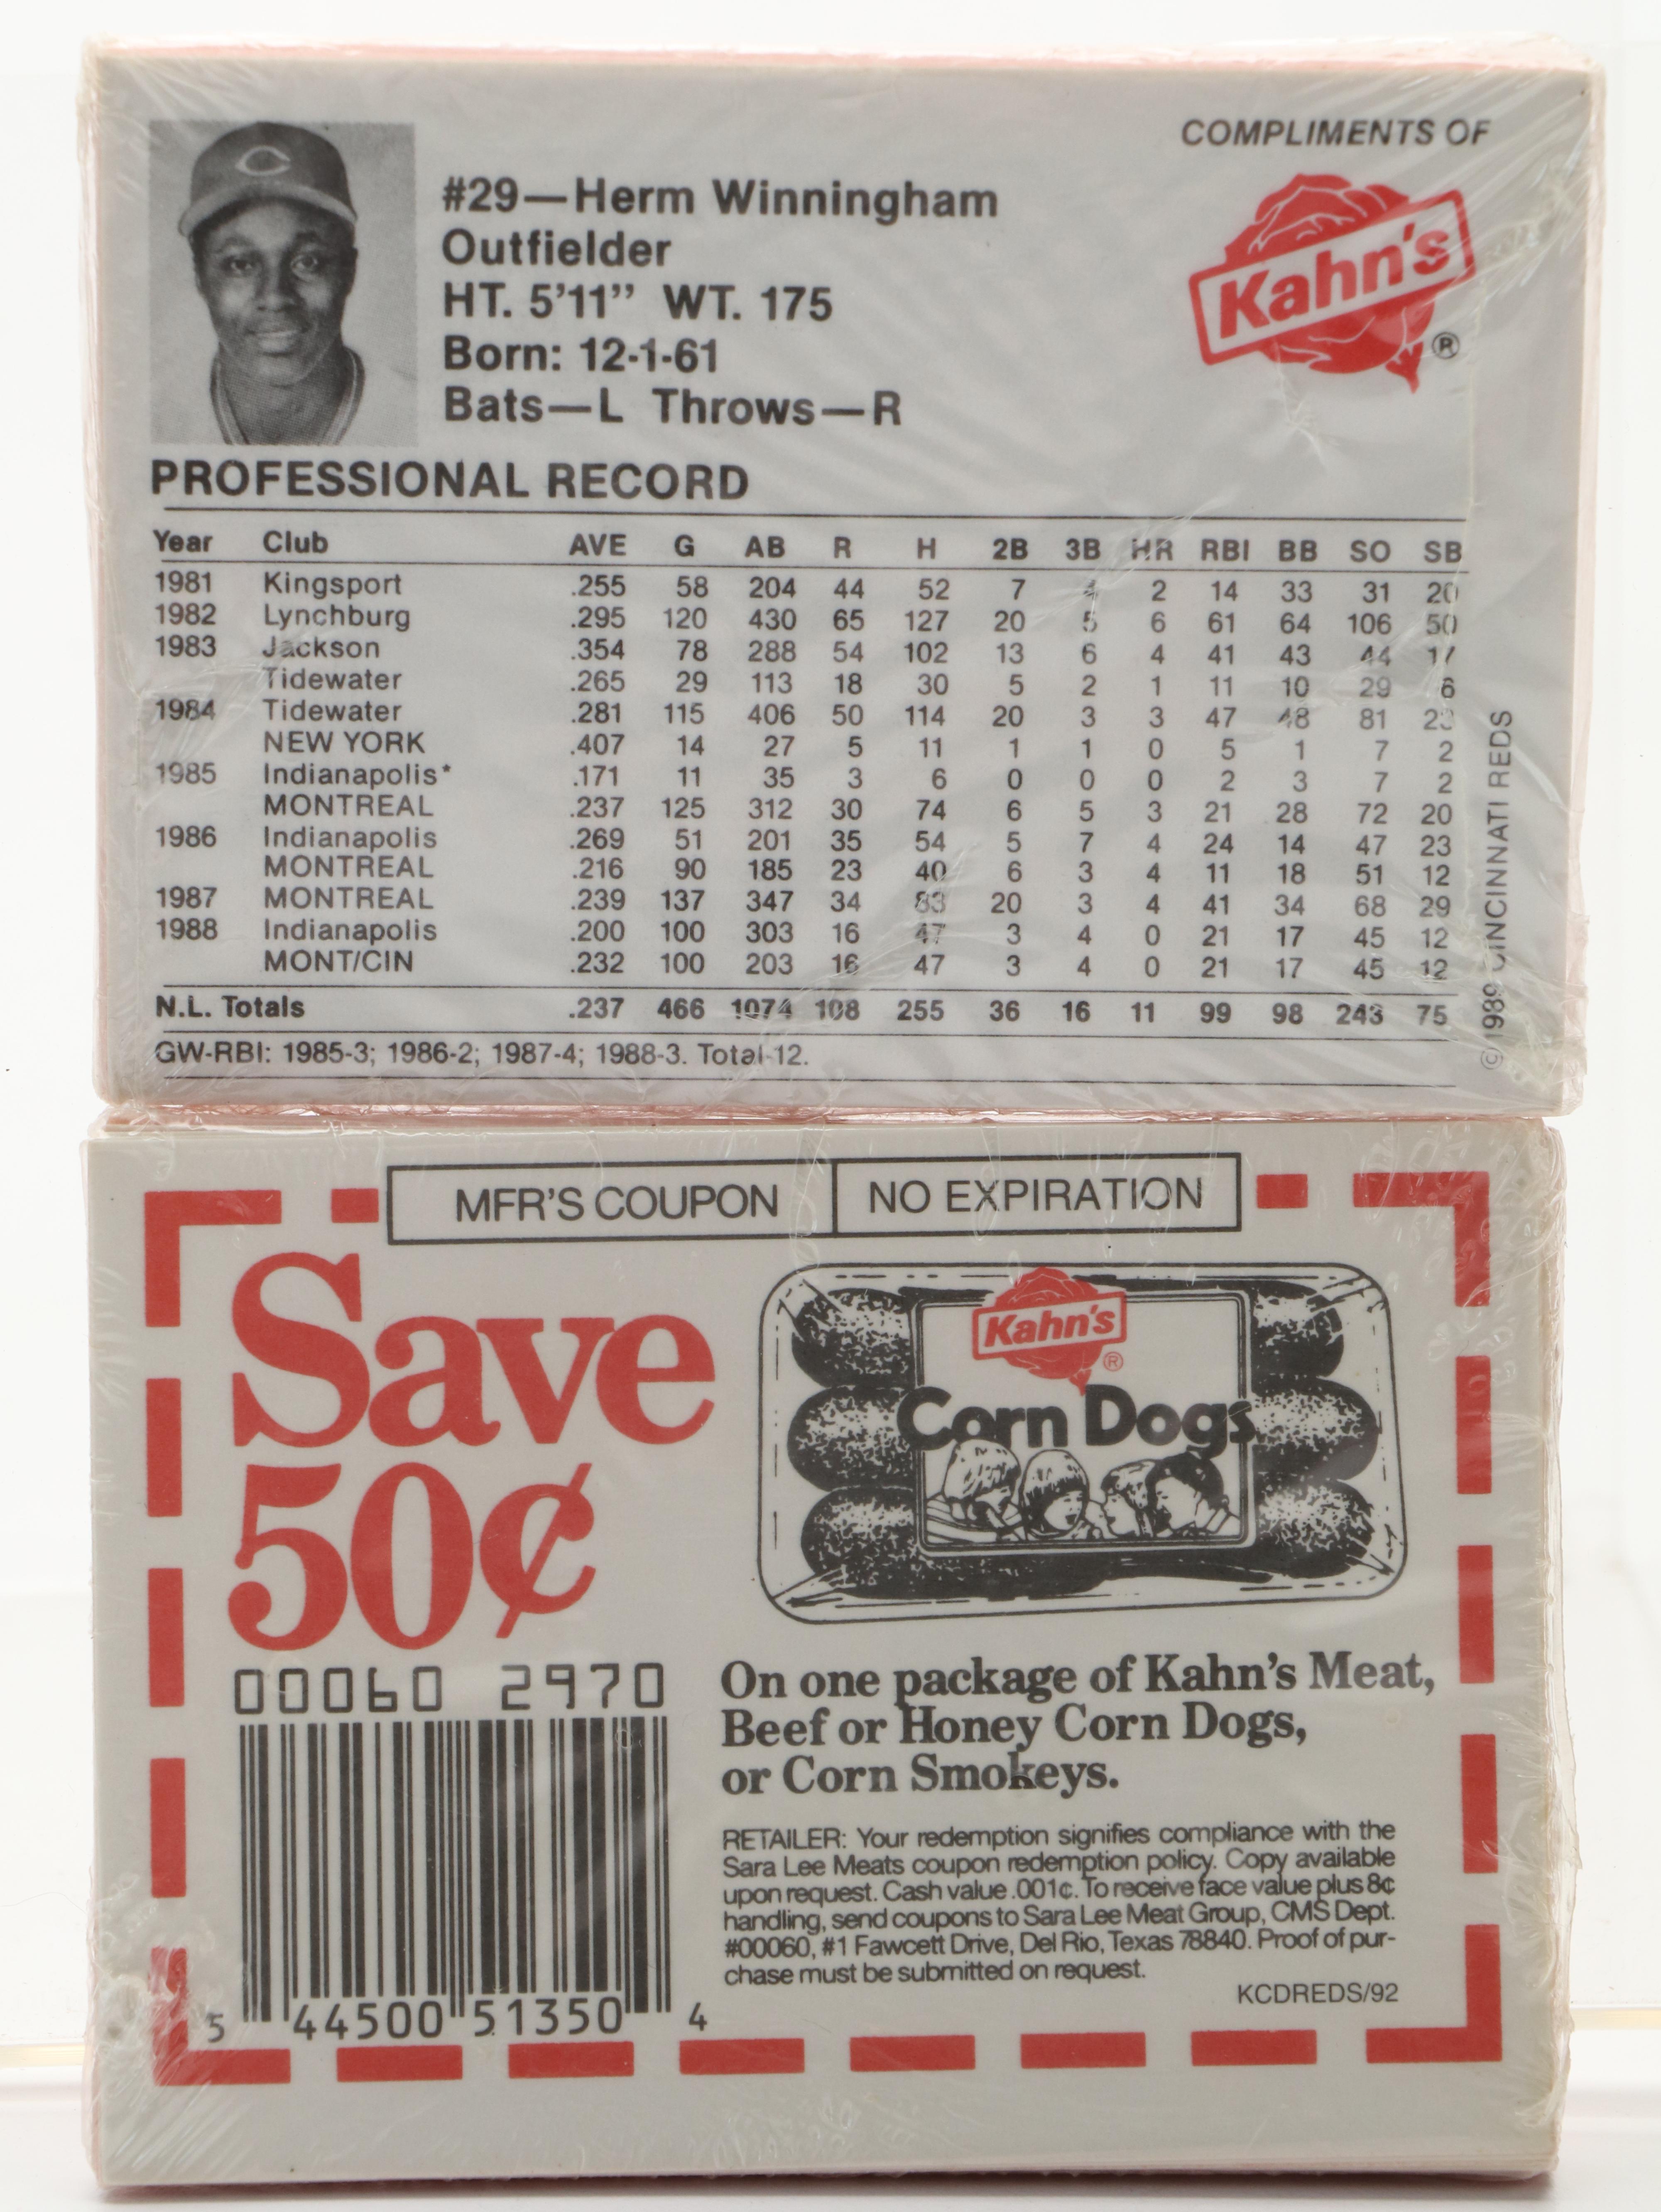 COMPLIMENTS OF
Kahn's
®
#29—Herm Winningham
Outfielder
HT. 5'11" WT. 175
Born: 12-1-61
Bats—L Throws—R
PROFESSIONAL RECORD
Year Club AVE G AB R H 2B 3B HR RBI BB SO SB
1981 Kingsport .255 58 204 44 52 7 4 2 14 33 31 20
1982 Lynchburg .295 120 430 65 127 20 5 6 61 64 106 50
1983 Jackson .354 78 288 54 102 13 6 4 41 43 44
Tidewater .265 29 113 18 30 5 2 1 11 10 29 6
1984 Tidewater .281 115 406 50 114 20 3 3 47 48 81
NEW YORK .407 14 27 5 11 1 1 0 5 1 7 2
1985 Indianapolis* .171 11 35 3 6 0 0 0 2 3 7 2
MONTREAL .237 125 312 30 74 6 5 3 21 28 72 20
1986 Indianapolis .269 51 201 35 54 5 7 4 24 14 47 23
MONTREAL .216 90 185 23 40 6 3 4 11 18 51 12
1987 MONTREAL .239 137 347 34 83 20 3 4 41 34 68 29
1988 Indianapolis .200 100 303 16 47 3 4 0 21 17 45 12
MONT/CIN .232 100 203 16 47 3 4 0 21 17 45 12
N.L. Totals .237 466 1074 108 255 36 16 11 99 98 243 75
GW-RBI: 1985-3; 1986-2; 1987-4; 1988-3. Total-12.
©1989 CINCINNATI REDS
MFR'S COUPON NO EXPIRATION
Save
50¢
Kahn's
®
Corn Dogs
00060 2970
5 44500 51350 4
On one package of Kahn's Meat,
Beef or Honey Corn Dogs,
or Corn Smokeys.
RETAILER: Your redemption signifies compliance with the
Sara Lee Meats coupon redemption policy. Copy available
upon request. Cash value .001¢. To receive face value plus 8¢
handling, send coupons to Sara Lee Meat Group, CMS Dept.
#00060, #1 Fawcett Drive, Del Rio, Texas 78840. Proof of pur-
chase must be submitted on request.
KCDREDS/92